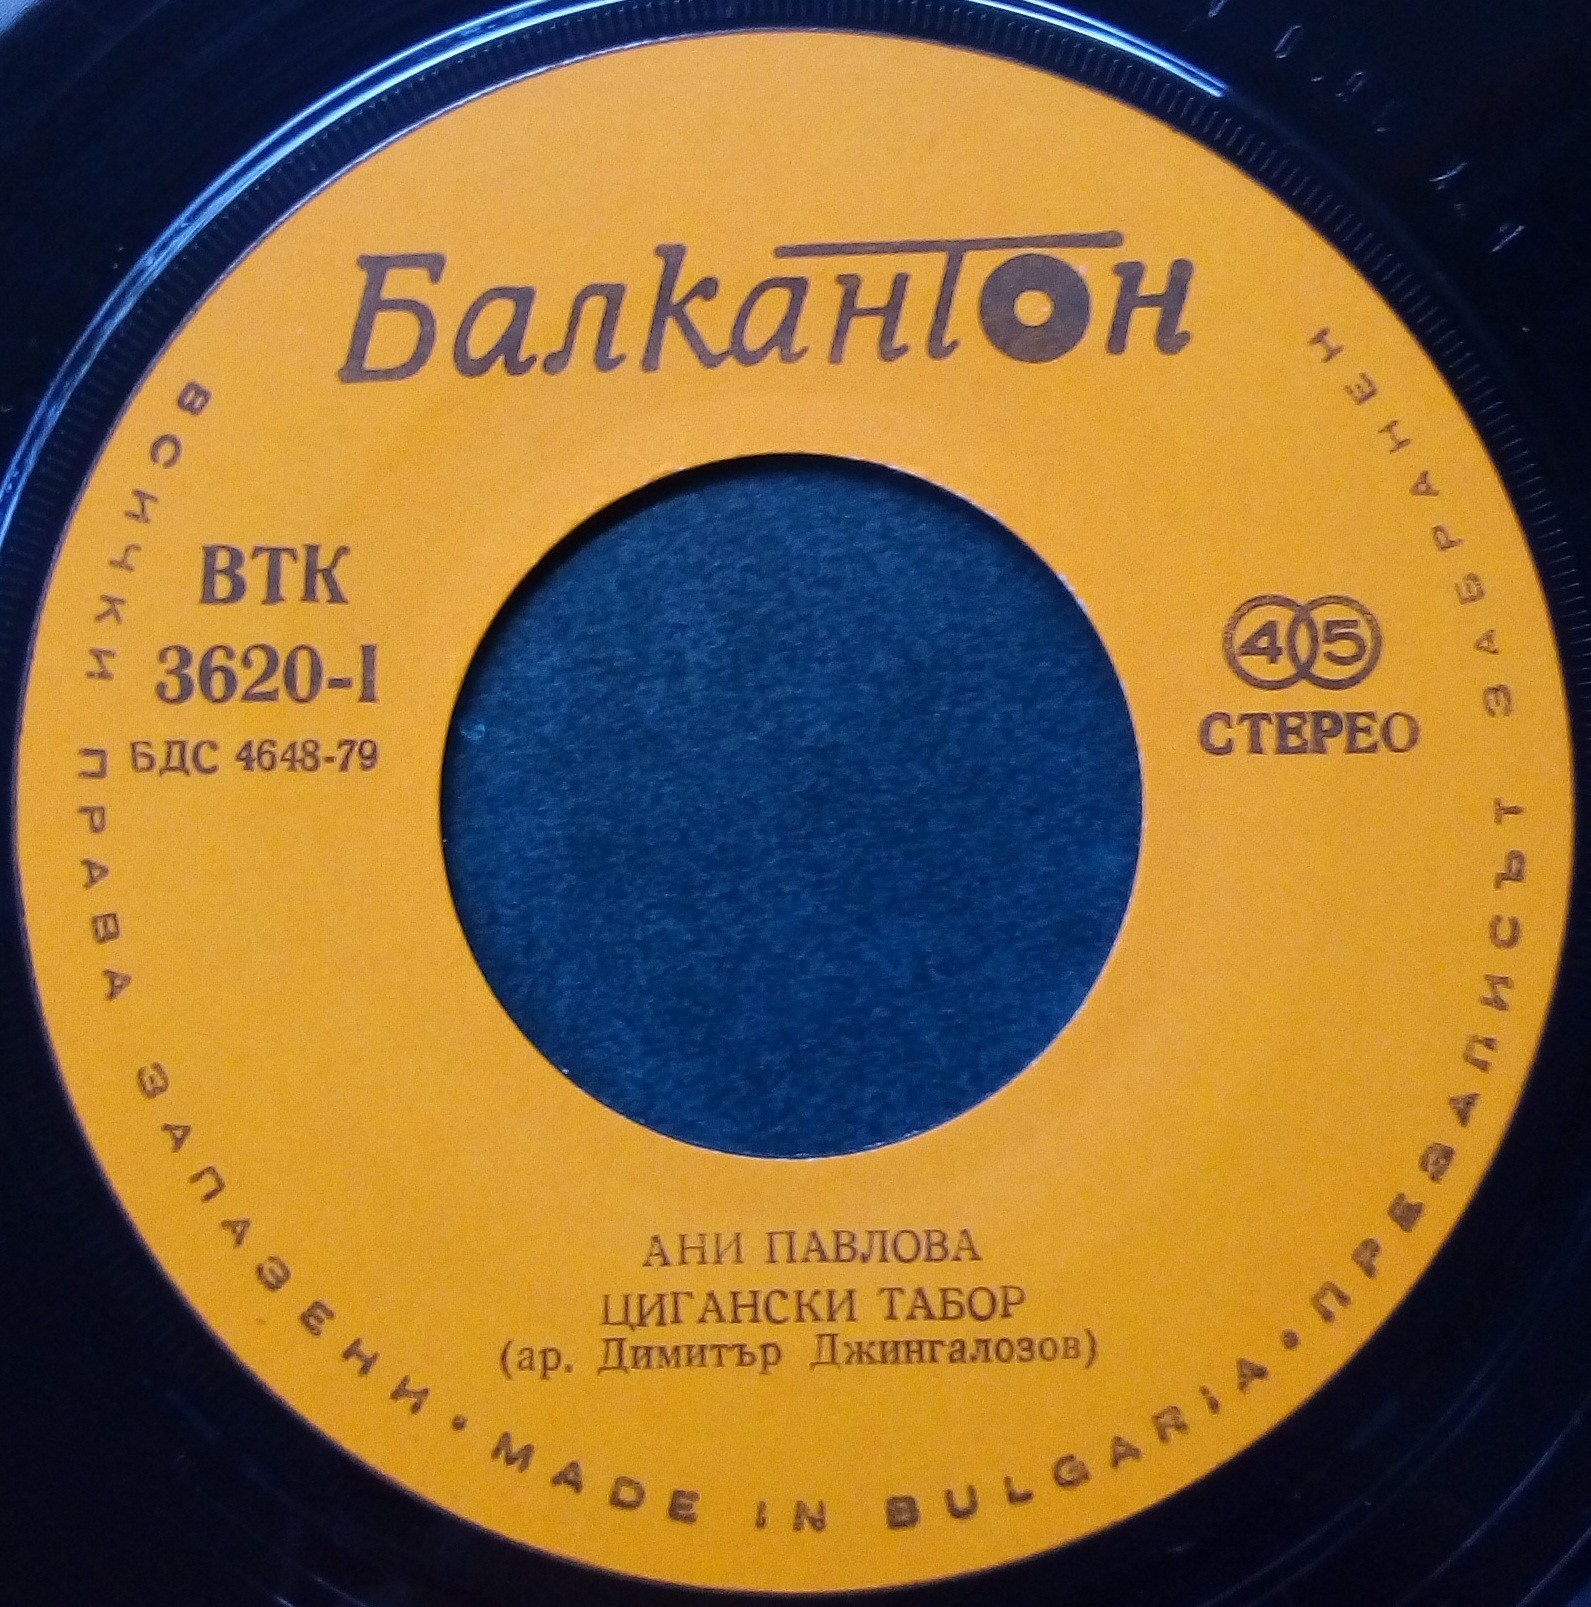 Балкантон
ВТК
3620-I
БДС 4648-79
45
СТЕРЕО
АНИ ПАВЛОВА
ЦИГАНСКИ ТАБОР
(ар. Димитър Джингалозов)
ВСИЧКИ ПРАВА ЗАПАЗЕНИ • MADE IN BULGARIA • ПРЕЗАПИСЪТ ЗАБРАНЕН